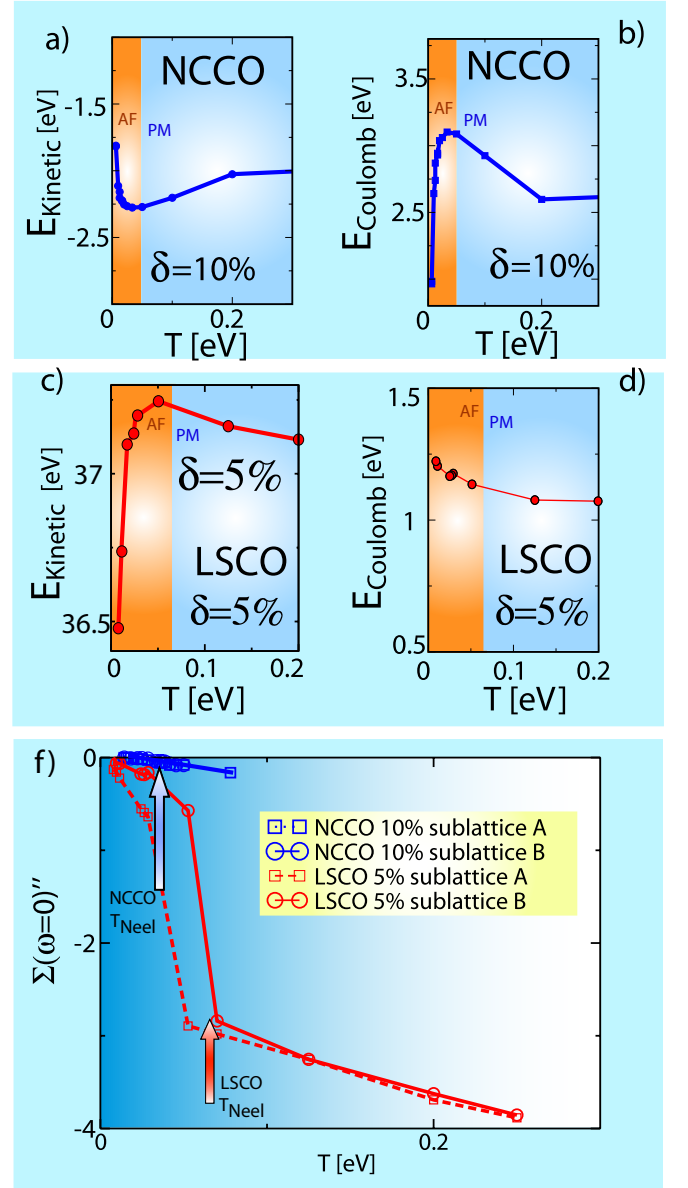 a)
NCCO
-1.5
AF
PM
-2.5
E_Kinetic [eV]
δ=10%
0
0.2
T [eV]
b)
NCCO
3.5
AF
PM
2.5
E_Coulomb [eV]
δ=10%
0
0.2
T [eV]
c)
AF
PM
37
δ=5%
E_Kinetic [eV]
LSCO
δ=5%
36.5
0
0.1
0.2
T [eV]
d)
1.5
AF
PM
1
E_Coulomb [eV]
LSCO
δ=5%
0.5
0
0.1
0.2
T [eV]
f)
0
NCCO 10% sublattice A
NCCO 10% sublattice B
LSCO 5% sublattice A
LSCO 5% sublattice B
NCCO
T_Neel
Σ(ω=0)''
-2
LSCO
T_Neel
-4
0
0.2
T [eV]